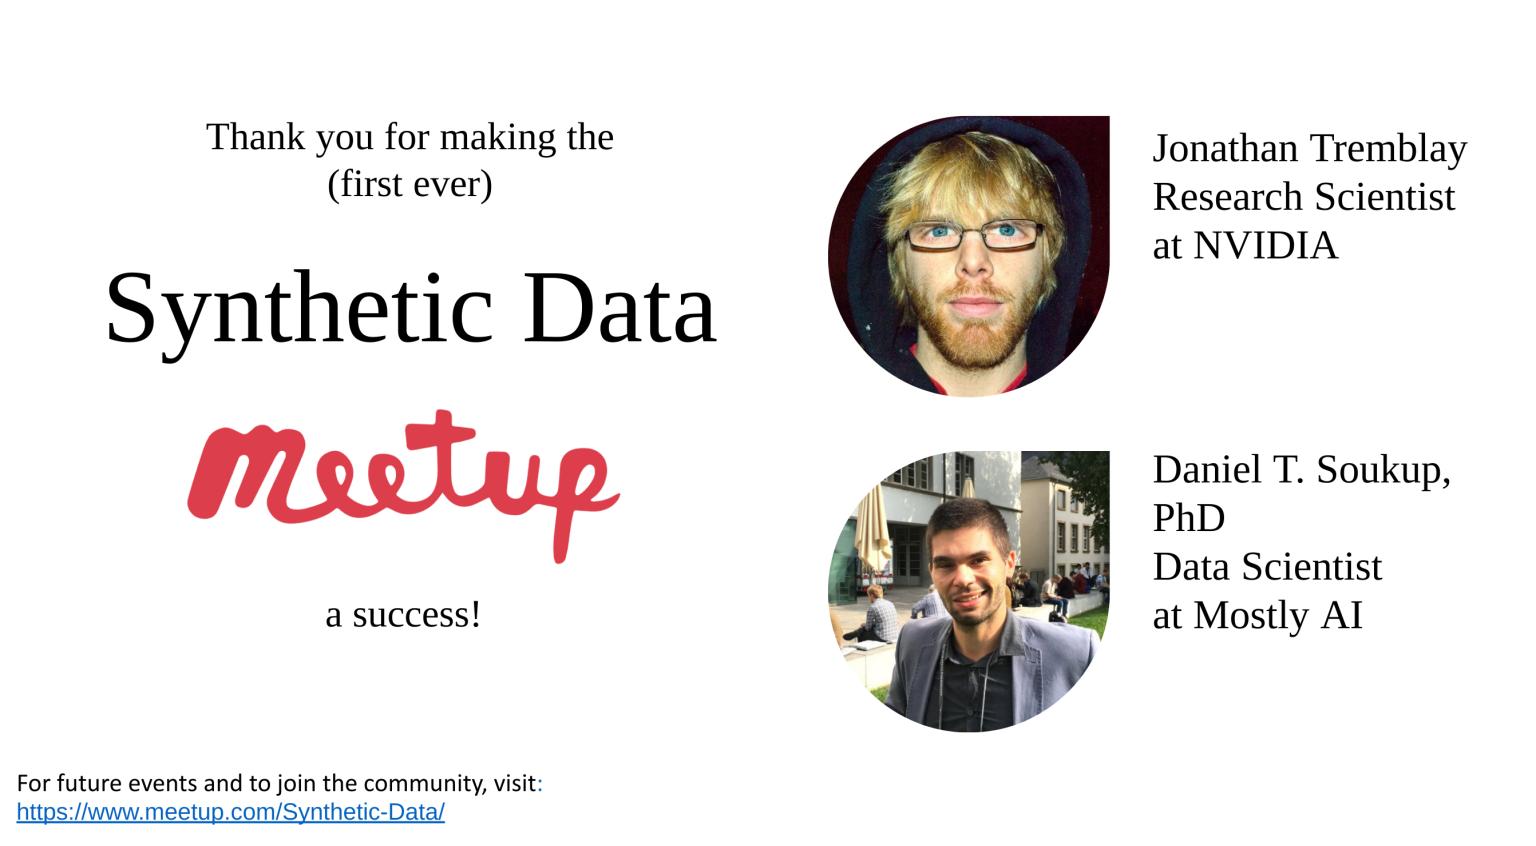 Thank you for making the
(first ever)
Synthetic Data
meetup
a success!
Jonathan Tremblay
Research Scientist
at NVIDIA
Daniel T. Soukup,
PhD
Data Scientist
at Mostly AI
For future events and to join the community, visit:
https://www.meetup.com/Synthetic-Data/